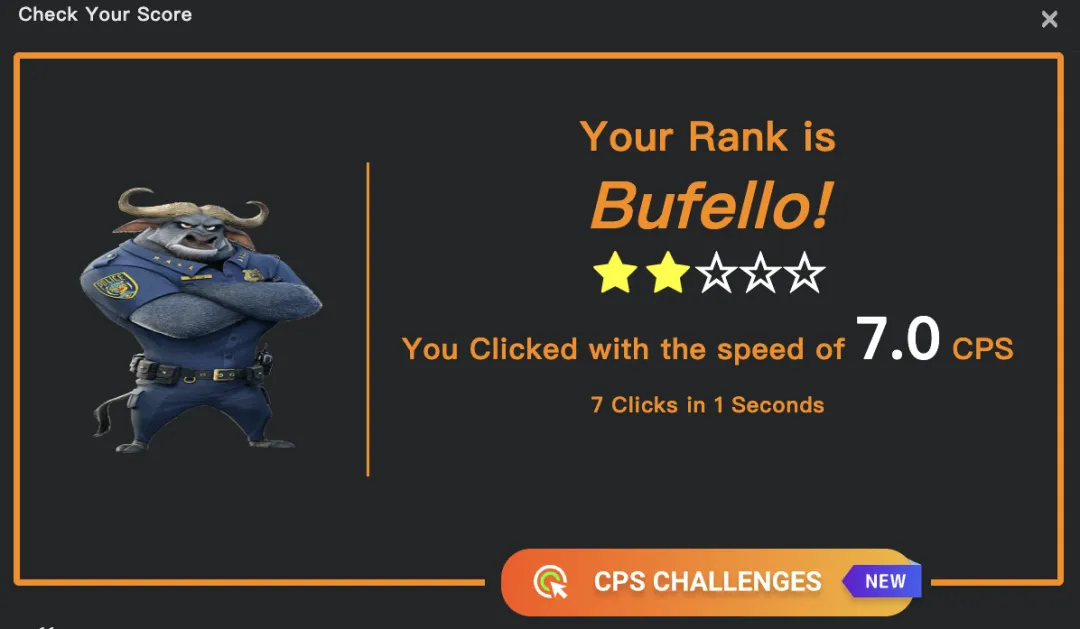 Check Your Score
Your Rank is
Bufello!
You Clicked with the speed of 7.0 CPS
7 Clicks in 1 Seconds
CPS CHALLENGES
NEW
POLICE